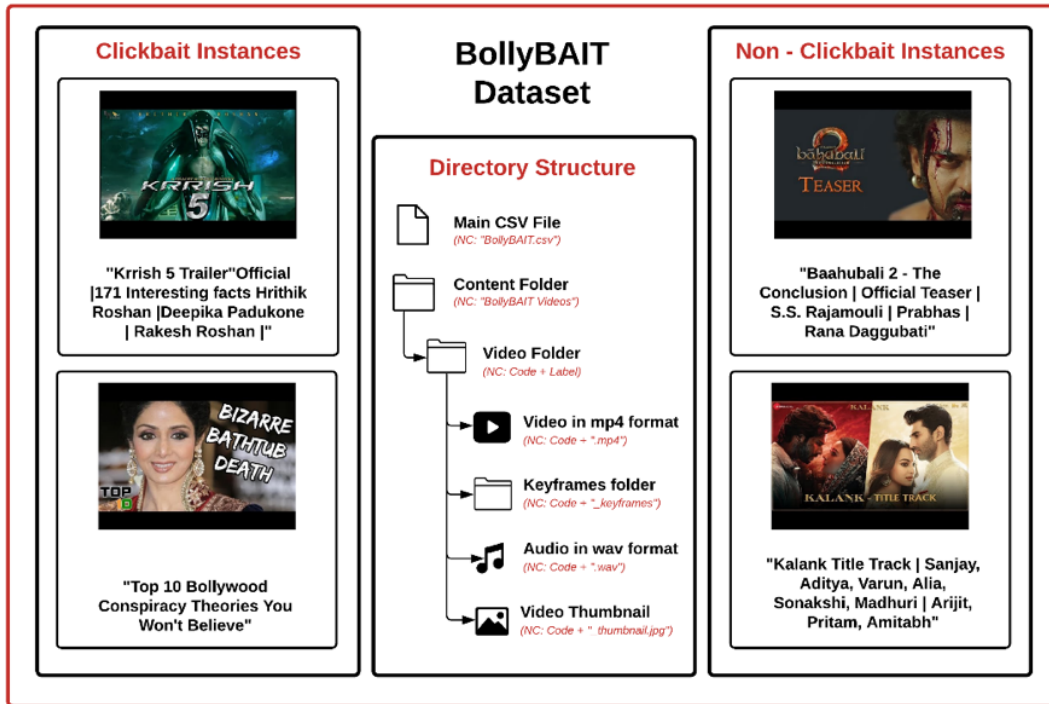 Clickbait Instances
KRRISH
5
"Krrish 5 Trailer"Official
|171 Interesting facts Hrithik
Roshan |Deepika Padukone
| Rakesh Roshan |"
BIZARRE
BATHTUB
DEATH
TOP
"Top 10 Bollywood
Conspiracy Theories You
Won't Believe"
BollyBAIT
Dataset
Directory Structure
Main CSV File
(NC: "BollyBAIT.csv")
Content Folder
(NC: "BollyBAIT Videos")
Video Folder
(NC: Code + Label)
Video in mp4 format
(NC: Code + ".mp4")
Keyframes folder
(NC: Code + "_keyframes")
Audio in wav format
(NC: Code + ".wav")
Video Thumbnail
(NC: Code + "_thumbnail.jpg")
Non - Clickbait Instances
2
bāhubali
TEASER
"Baahubali 2 - The
Conclusion | Official Teaser |
S.S. Rajamouli | Prabhas |
Rana Daggubati"
KALANK
KALANK - TITLE TRACK
"Kalank Title Track | Sanjay,
Aditya, Varun, Alia,
Sonakshi, Madhuri | Arijit,
Pritam, Amitabh"